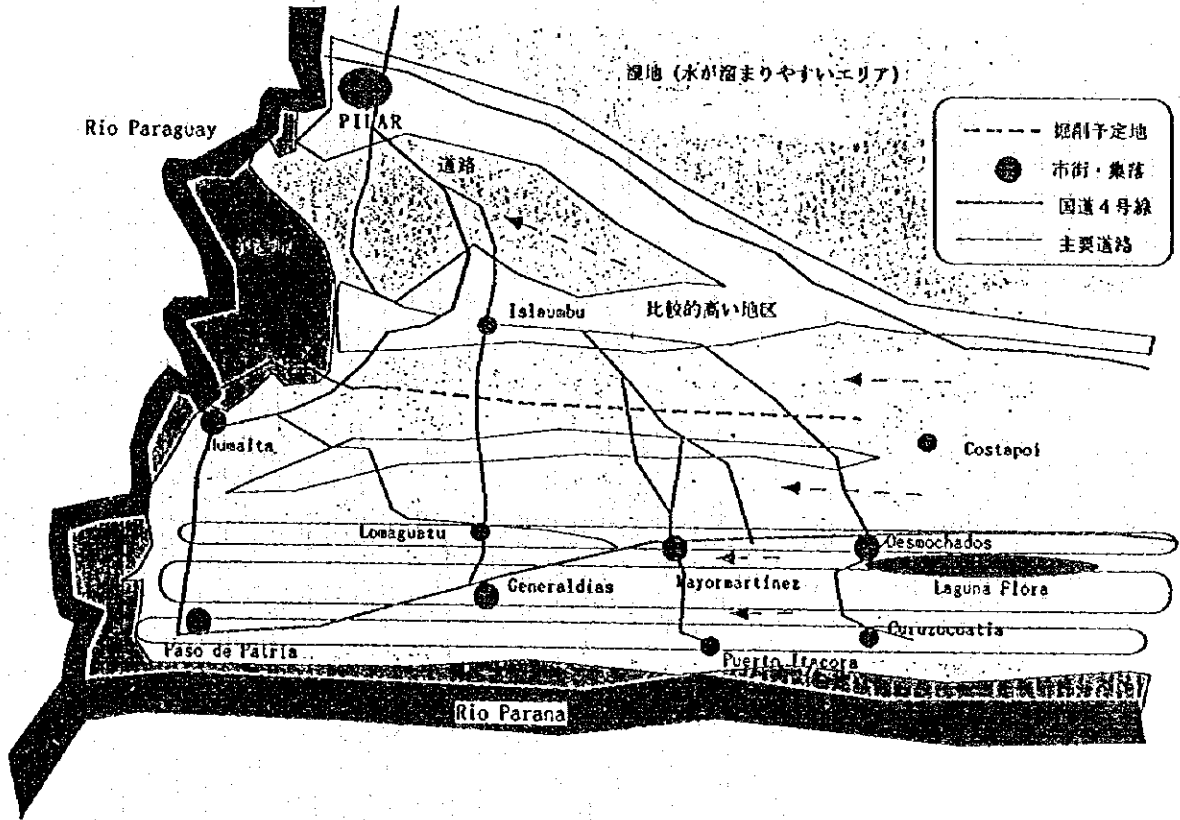 湿地 (水が溜まりやすいエリア)
Río Paraguay
PILAR
道路
掘削予定地
市街・集落
国道4号線
主要道路
Islaumbu
比較的高い地区
Humaita
Costapoi
Lomaguazu
Desmochados
Mayormartinez
Generaldias
Laguna Flora
Curuzucoatia
Paso de Patria
Puerto Itacora
Río Parana